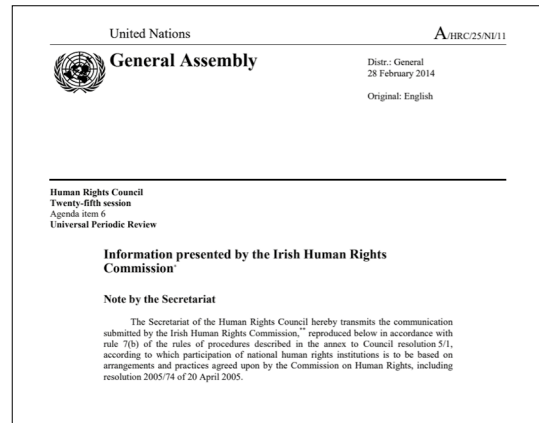 United Nations A/HRC/25/NI/11
General Assembly
Distr.: General
28 February 2014
Original: English
Human Rights Council
Twenty-fifth session
Agenda item 6
Universal Periodic Review
Information presented by the Irish Human Rights
Commission*
Note by the Secretariat
The Secretariat of the Human Rights Council hereby transmits the communication
submitted by the Irish Human Rights Commission,** reproduced below in accordance with
rule 7(b) of the rules of procedures described in the annex to Council resolution 5/1,
according to which participation of national human rights institutions is to be based on
arrangements and practices agreed upon by the Commission on Human Rights, including
resolution 2005/74 of 20 April 2005.